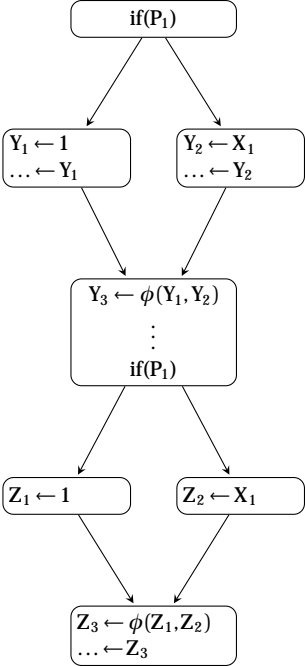 if(P₁)
Y₁ ← 1
… ← Y₁
Y₂ ← X₁
… ← Y₂
Y₃ ← ϕ(Y₁, Y₂)
⋮
if(P₁)
Z₁ ← 1
Z₂ ← X₁
Z₃ ← ϕ(Z₁, Z₂)
… ← Z₃